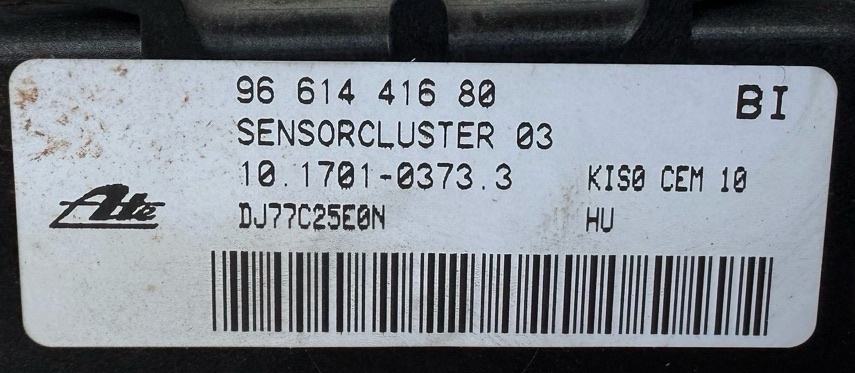 96 614 416 80
BI
SENSORCLUSTER 03
10.1701-0373.3
KIS0 CEM 10
Ate
DJ77C25E0N
HU